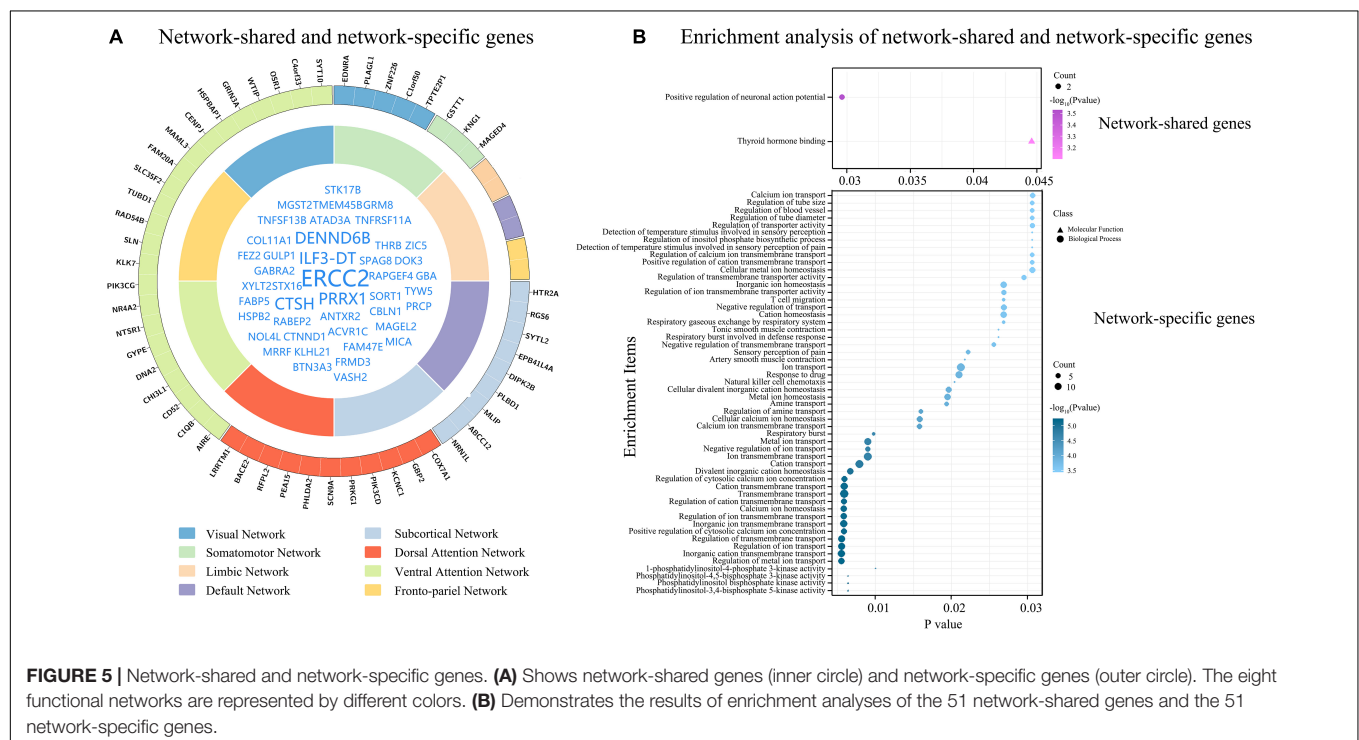 A Network-shared and network-specific genes
SYT10
C4orf33
OSR1
WTIP
GRIN3A
HSPBAP1
CENPJ
MAML3
FAM20A
SLC35F2
TUBD1
RAD54B
SLN
KLK7
PIK3CG
NR4A2
NTSR1
GYPE
DNA2
CHI3L1
CD52
C1QB
AIRE
EDNRA
PLAGL1
ZNF226
C1orf50
TPTE2P1
GSTT1
KNG1
MAGED4
HTR2A
RGS6
SYTL2
EPB41L4A
DIPK2B
PLBD1
MLIP
ABCC12
NRN1L
COX7A1
GBP2
KCNC1
PIK3CD
PRKG1
SCN9A
PHLDA2
PEA15
RFPL2
BACE2
LRRTM1
STK17B
MGST2TMEM45BGRM8
TNFSF13B ATAD3A TNFRSF11A
COL11A1 DENND6B THRB ZIC5
FEZ2 GULP1 ILF3-DT SPAG8 DOK3
GABRA2 ERCC2 RAPGEF4 GBA
XYLT2STX16 TYW5
FABP5 CTSH PRRX1 SORT1 PRCP
HSPB2 RABEP2 ANTXR2 CBLN1
NOL4L CTNND1 ACVR1C MAGEL2
MRRF KLHL21 FAM47E MICA
BTN3A3 FRMD3
VASH2
Visual Network
Somatomotor Network
Limbic Network
Default Network
Subcortical Network
Dorsal Attention Network
Ventral Attention Network
Fronto-pariel Network
B Enrichment analysis of network-shared and network-specific genes
Positive regulation of neuronal action potential
Thyroid hormone binding
0.03 0.035 0.04 0.045
Count
2
-log10(Pvalue)
3.5
3.4
3.3
3.2
Network-shared genes
Enrichment Items
Calcium ion transport
Regulation of tube size
Regulation of blood vessel
Regulation of tube diameter
Regulation of transporter activity
Detection of temperature stimulus involved in sensory perception
Regulation of inositol phosphate biosynthetic process
Detection of temperature stimulus involved in sensory perception of pain
Regulation of calcium ion transmembrane transport
Positive regulation of cation transmembrane transport
Cellular metal ion homeostasis
Regulation of transmembrane transporter activity
Inorganic ion homeostasis
Regulation of ion transmembrane transporter activity
T cell migration
Negative regulation of transport
Cation homeostasis
Respiratory gaseous exchange by respiratory system
Tonic smooth muscle contraction
Respiratory burst involved in defense response
Negative regulation of transmembrane transport
Sensory perception of pain
Artery smooth muscle contraction
Ion transport
Response to drug
Natural killer cell chemotaxis
Cellular divalent inorganic cation homeostasis
Metal ion homeostasis
Amine transport
Regulation of amine transport
Cellular calcium ion homeostasis
Calcium ion transmembrane transport
Respiratory burst
Metal ion transport
Negative regulation of ion transport
Ion transmembrane transport
Cation transport
Divalent inorganic cation homeostasis
Regulation of cytosolic calcium ion concentration
Cation transmembrane transport
Transmembrane transport
Regulation of cation transmembrane transport
Calcium ion homeostasis
Regulation of ion transmembrane transport
Inorganic ion transmembrane transport
Positive regulation of cytosolic calcium ion concentration
Regulation of transmembrane transport
Regulation of ion transport
Inorganic cation transmembrane transport
Regulation of metal ion transport
1-phosphatidylinositol-4-phosphate 3-kinase activity
Phosphatidylinositol-4,5-bisphosphate 3-kinase activity
Phosphatidylinositol bisphosphate kinase activity
Phosphatidylinositol-3,4-bisphosphate 5-kinase activity
0.01 0.02 0.03
P value
Class
Molecular Function
Biological Process
Network-specific genes
Count
5
10
-log10(Pvalue)
5.0
4.5
4.0
3.5
FIGURE 5 | Network-shared and network-specific genes. (A) Shows network-shared genes (inner circle) and network-specific genes (outer circle). The eight
functional networks are represented by different colors. (B) Demonstrates the results of enrichment analyses of the 51 network-shared genes and the 51
network-specific genes.